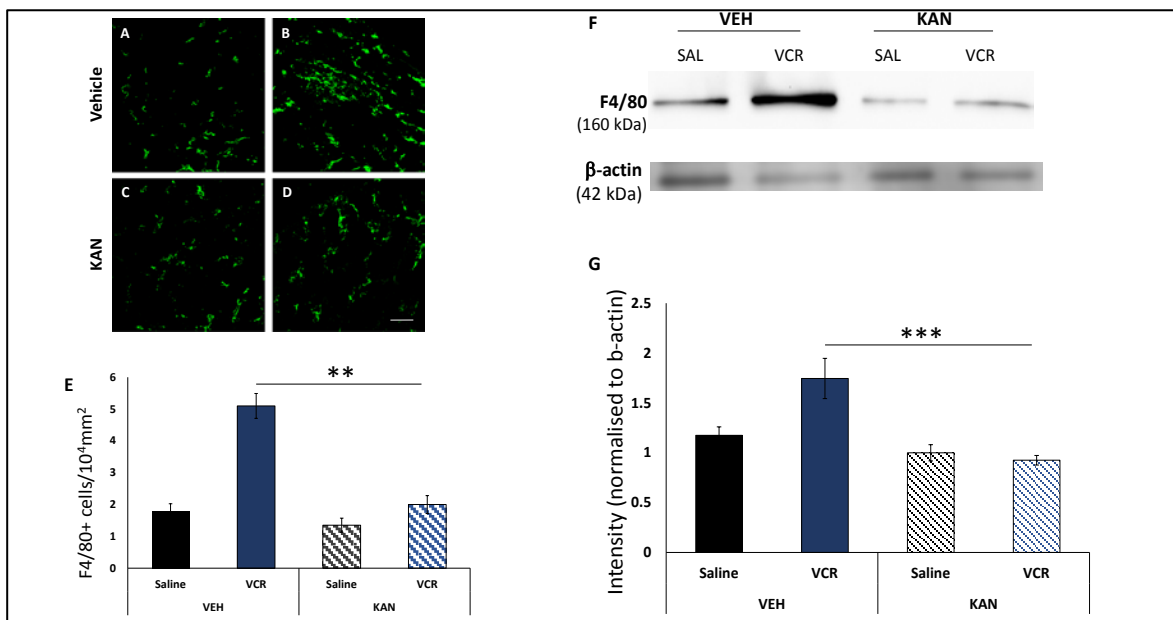 A
B
Vehicle
C
D
KAN
E
**
F4/80+ cells/10⁴mm²
6
5
4
3
2
1
0
Saline VCR Saline VCR
VEH KAN
F
VEH KAN
SAL VCR SAL VCR
F4/80
(160 kDa)
β-actin
(42 kDa)
G
***
Intensity (normalised to b-actin)
2.5
2
1.5
1
0.5
0
Saline VCR Saline VCR
VEH KAN